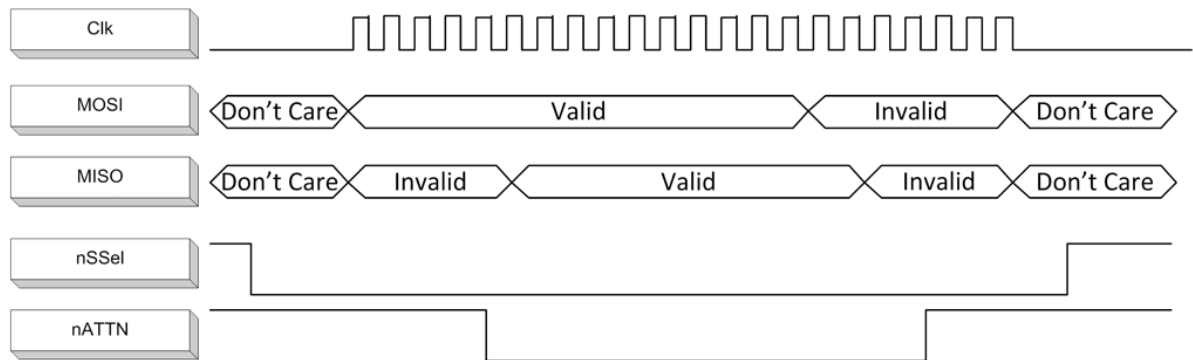 Clk
MOSI Don't Care Valid Invalid Don't Care
MISO Don't Care Invalid Valid Invalid Don't Care
nSSel
nATTN